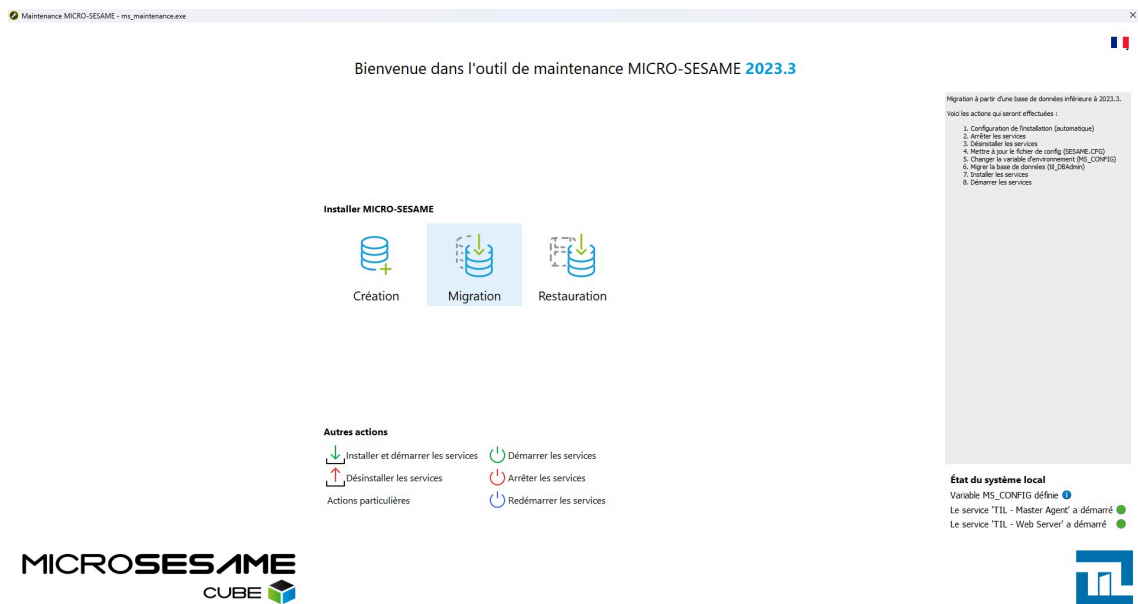 Maintenance MICRO-SESAME - ms_maintenance.exe
Bienvenue dans l'outil de maintenance MICRO-SESAME 2023.3
Migration à partir d'une base de données inférieure à 2023.3.
Voici les actions qui seront effectuées :
1. Configuration de l'installation (automatique)
2. Arrêter les services
3. Désinstaller les services
4. Mettre à jour le fichier de config (SESAME.CFG)
5. Changer la variable d'environnement (MS_CONFIG)
6. Migrer la base de données (til_DBAdmin)
7. Installer les services
8. Démarrer les services
Installer MICRO-SESAME
Création
Migration
Restauration
Autres actions
Installer et démarrer les services
Démarrer les services
Désinstaller les services
Arrêter les services
Actions particulières
Redémarrer les services
État du système local
Variable MS_CONFIG définie
Le service 'TIL - Master Agent' a démarré
Le service 'TIL - Web Server' a démarré
MICROSESAME
CUBE
TIL